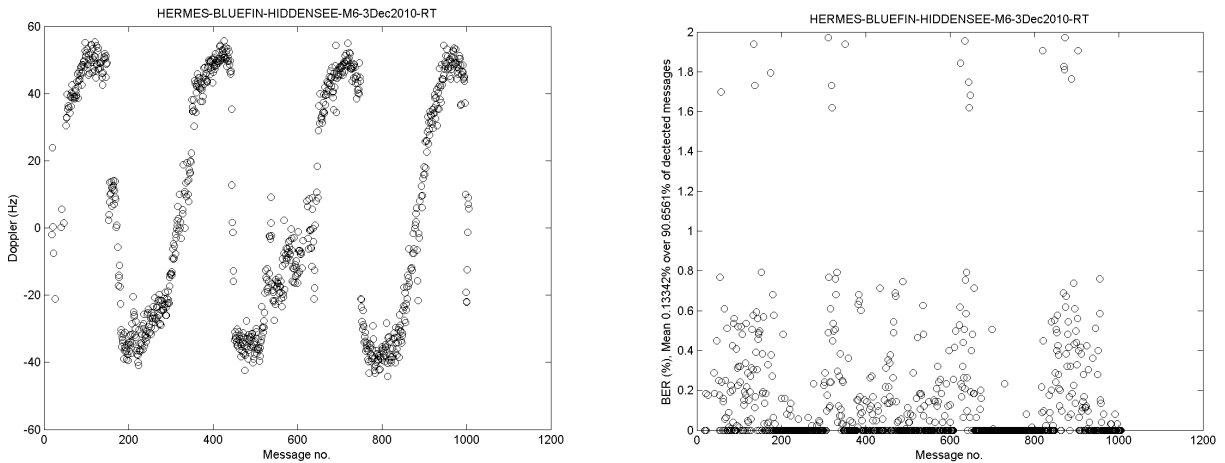 HERMES-BLUEFIN-HIDDENSEE-M6-3Dec2010-RT
60
40
20
0
-20
-40
-60
0 200 400 600 800 1000 1200
Doppler (Hz)
Message no.
HERMES-BLUEFIN-HIDDENSEE-M6-3Dec2010-RT
2
1.8
1.6
1.4
1.2
1
0.8
0.6
0.4
0.2
0
0 200 400 600 800 1000 1200
BER (%), Mean 0.13342% over 90.6561% of dectected messages
Message no.